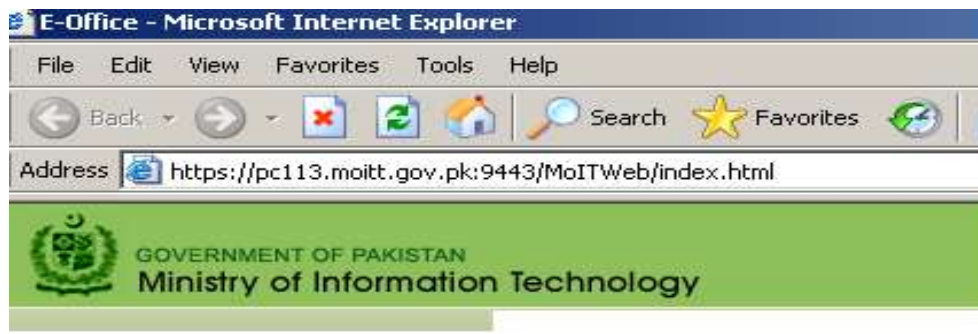 E-Office - Microsoft Internet Explorer
File Edit View Favorites Tools Help
Back Search Favorites
Address https://pc113.moitt.gov.pk:9443/MoITWeb/index.html
GOVERNMENT OF PAKISTAN
Ministry of Information Technology